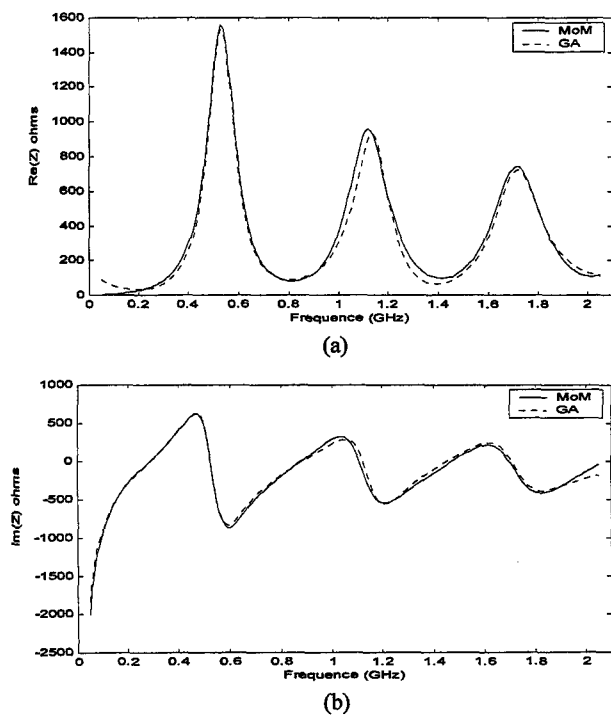 1600
1400
1200
1000
800
600
400
200
0
Re(Z) ohms
MoM
GA
0 0.2 0.4 0.6 0.8 1 1.2 1.4 1.6 1.8 2
Frequence (GHz)
(a)
1000
500
0
-500
-1000
-1500
-2000
-2500
Im(Z) ohms
MoM
GA
0.2 0.4 0.6 0.8 1 1.2 1.4 1.6 1.8 2
Frequence (GHz)
(b)